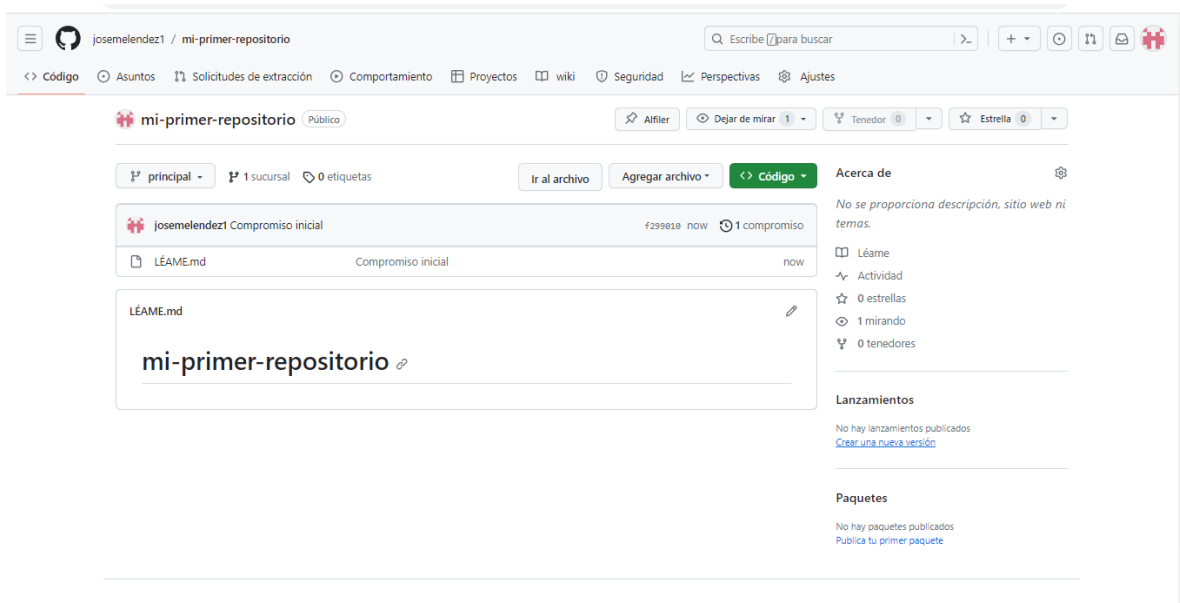 josemelendez1 / mi-primer-repositorio
Escribe / para buscar
Código Asuntos Solicitudes de extracción Comportamiento Proyectos wiki Seguridad Perspectivas Ajustes
mi-primer-repositorio Público
Alfiler Dejar de mirar 1 Tenedor 0 Estrella 0
principal 1 sucursal 0 etiquetas
Ir al archivo Agregar archivo Código
josemelendez1 Compromiso inicial f299010 now 1 compromiso
LÉAME.md Compromiso inicial now
LÉAME.md
mi-primer-repositorio
Acerca de
No se proporciona descripción, sitio web ni
temas.
Léame
Actividad
0 estrellas
1 mirando
0 tenedores
Lanzamientos
No hay lanzamientos publicados
Crear una nueva versión
Paquetes
No hay paquetes publicados
Publica tu primer paquete